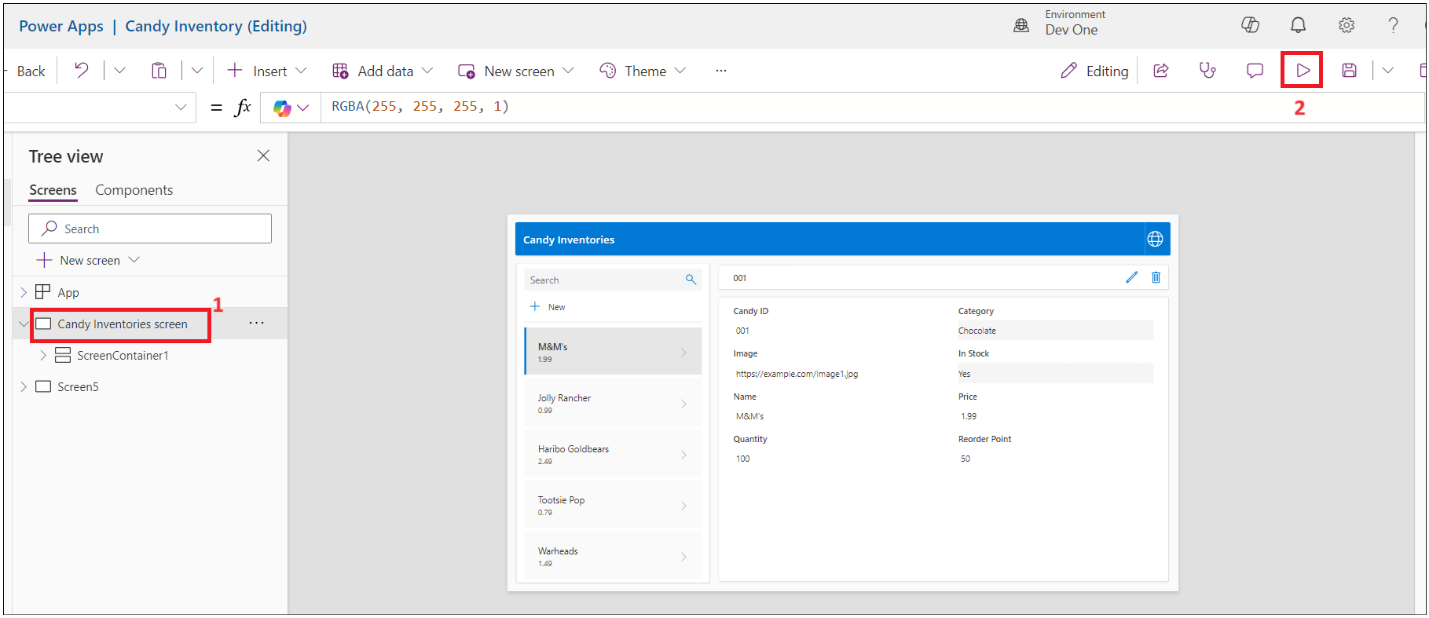 Power Apps | Candy Inventory (Editing)
Environment
Dev One
Back
Insert
Add data
New screen
Theme
...
Editing
= fx
RGBA(255, 255, 255, 1)
2
Tree view
Screens Components
Search
New screen
App
1
Candy Inventories screen ...
ScreenContainer1
Screen5
Candy Inventories
Search
New
M&M's
1.99
Jolly Rancher
0.99
Haribo Goldbears
2.49
Tootsie Pop
0.79
Warheads
1.49
001
Candy ID
001
Category
Chocolate
Image
https://example.com/image1.jpg
In Stock
Yes
Name
M&M's
Price
1.99
Quantity
100
Reorder Point
50